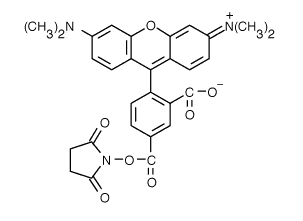 (CH₃)₂N O N⁺(CH₃)₂
C–O⁻
O
O
N–O–C
O O